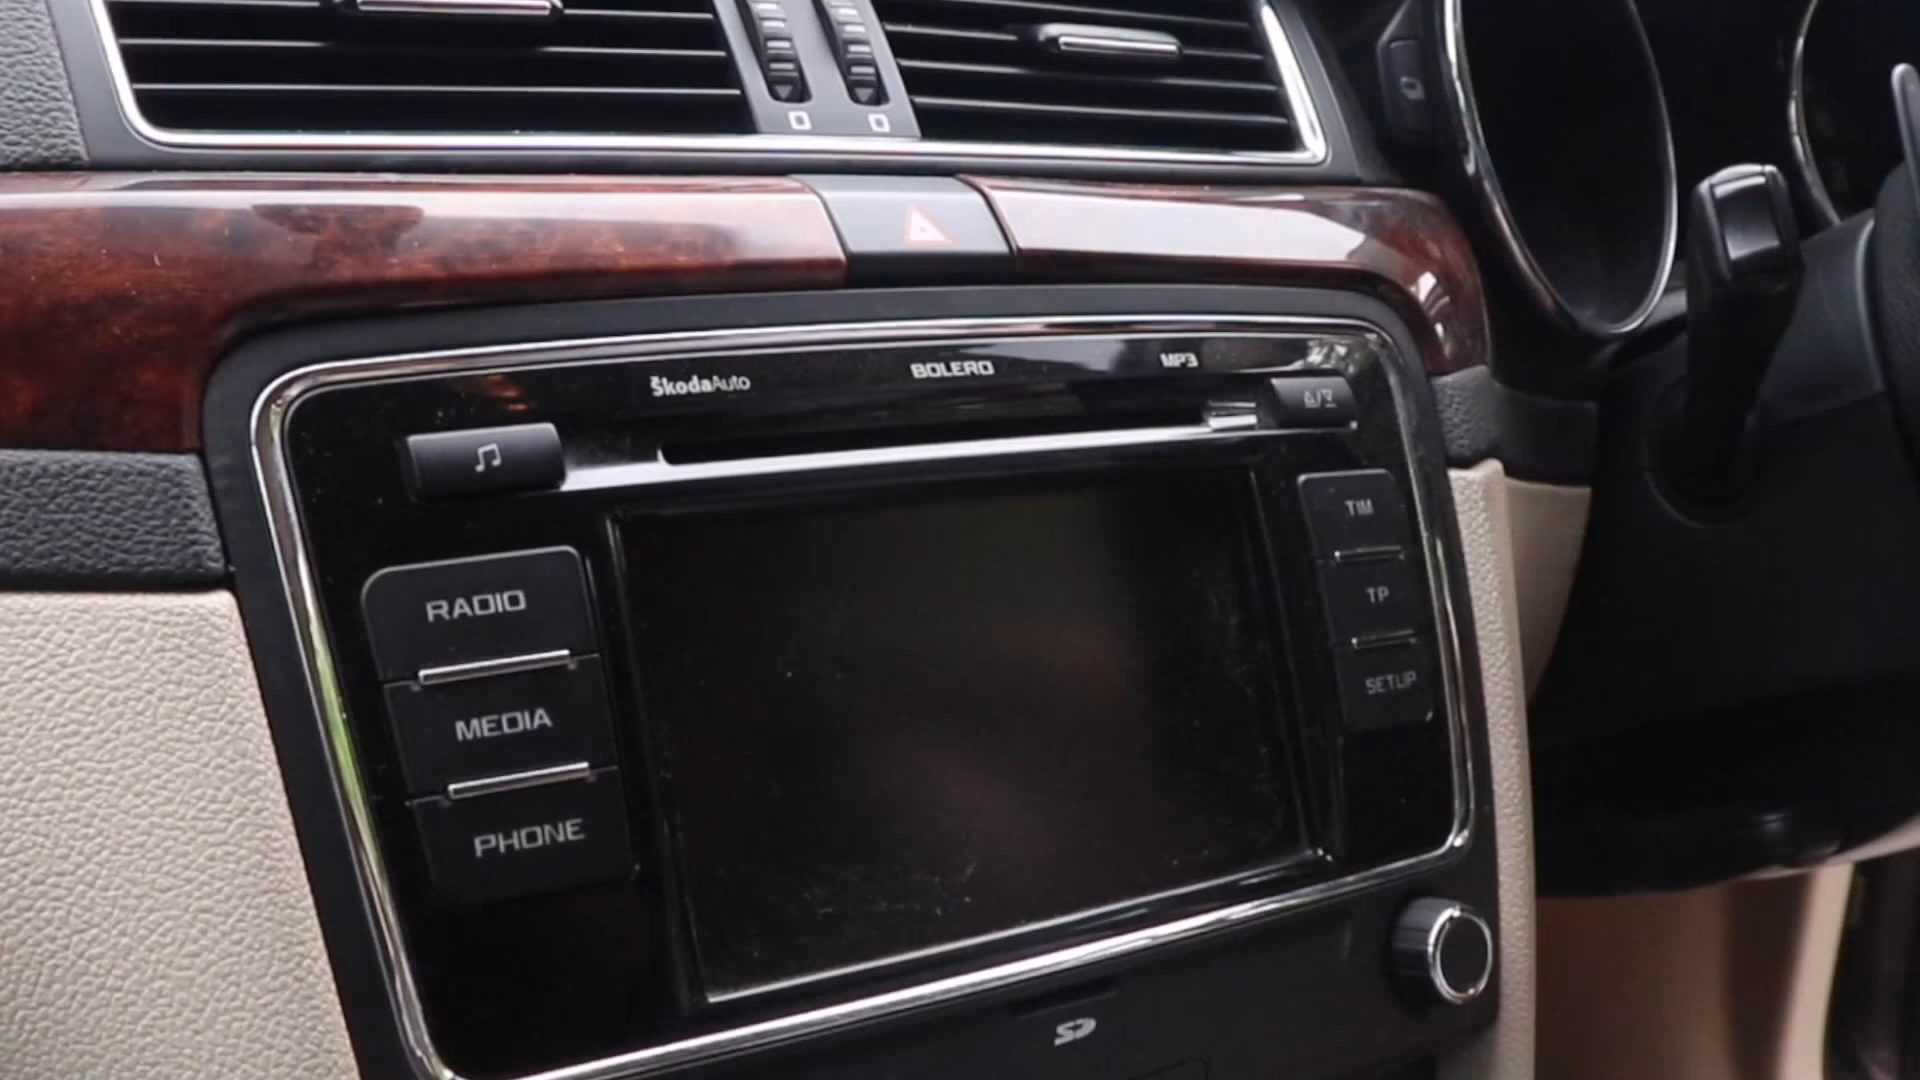 ŠkodaAuto
BOLERO
MP3
RADIO
MEDIA
PHONE
TIM
TP
SETUP
SD